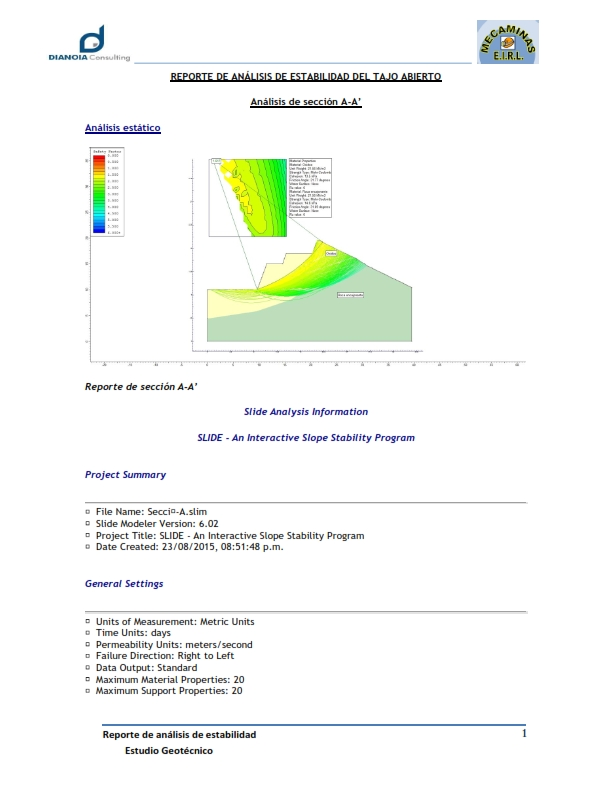 DIANOIA Consulting
MECAMINAS
E.I.R.L.
REPORTE DE ANÁLISIS DE ESTABILIDAD DEL TAJO ABIERTO
Análisis de sección A-A’
Análisis estático
Safety Factor
Reporte de sección A-A’
Slide Analysis Information
SLIDE - An Interactive Slope Stability Program
Project Summary
File Name: Secci¤-A.slim
Slide Modeler Version: 6.02
Project Title: SLIDE - An Interactive Slope Stability Program
Date Created: 23/08/2015, 08:51:48 p.m.
General Settings
Units of Measurement: Metric Units
Time Units: days
Permeability Units: meters/second
Failure Direction: Right to Left
Data Output: Standard
Maximum Material Properties: 20
Maximum Support Properties: 20
Reporte de análisis de estabilidad
1
Estudio Geotécnico